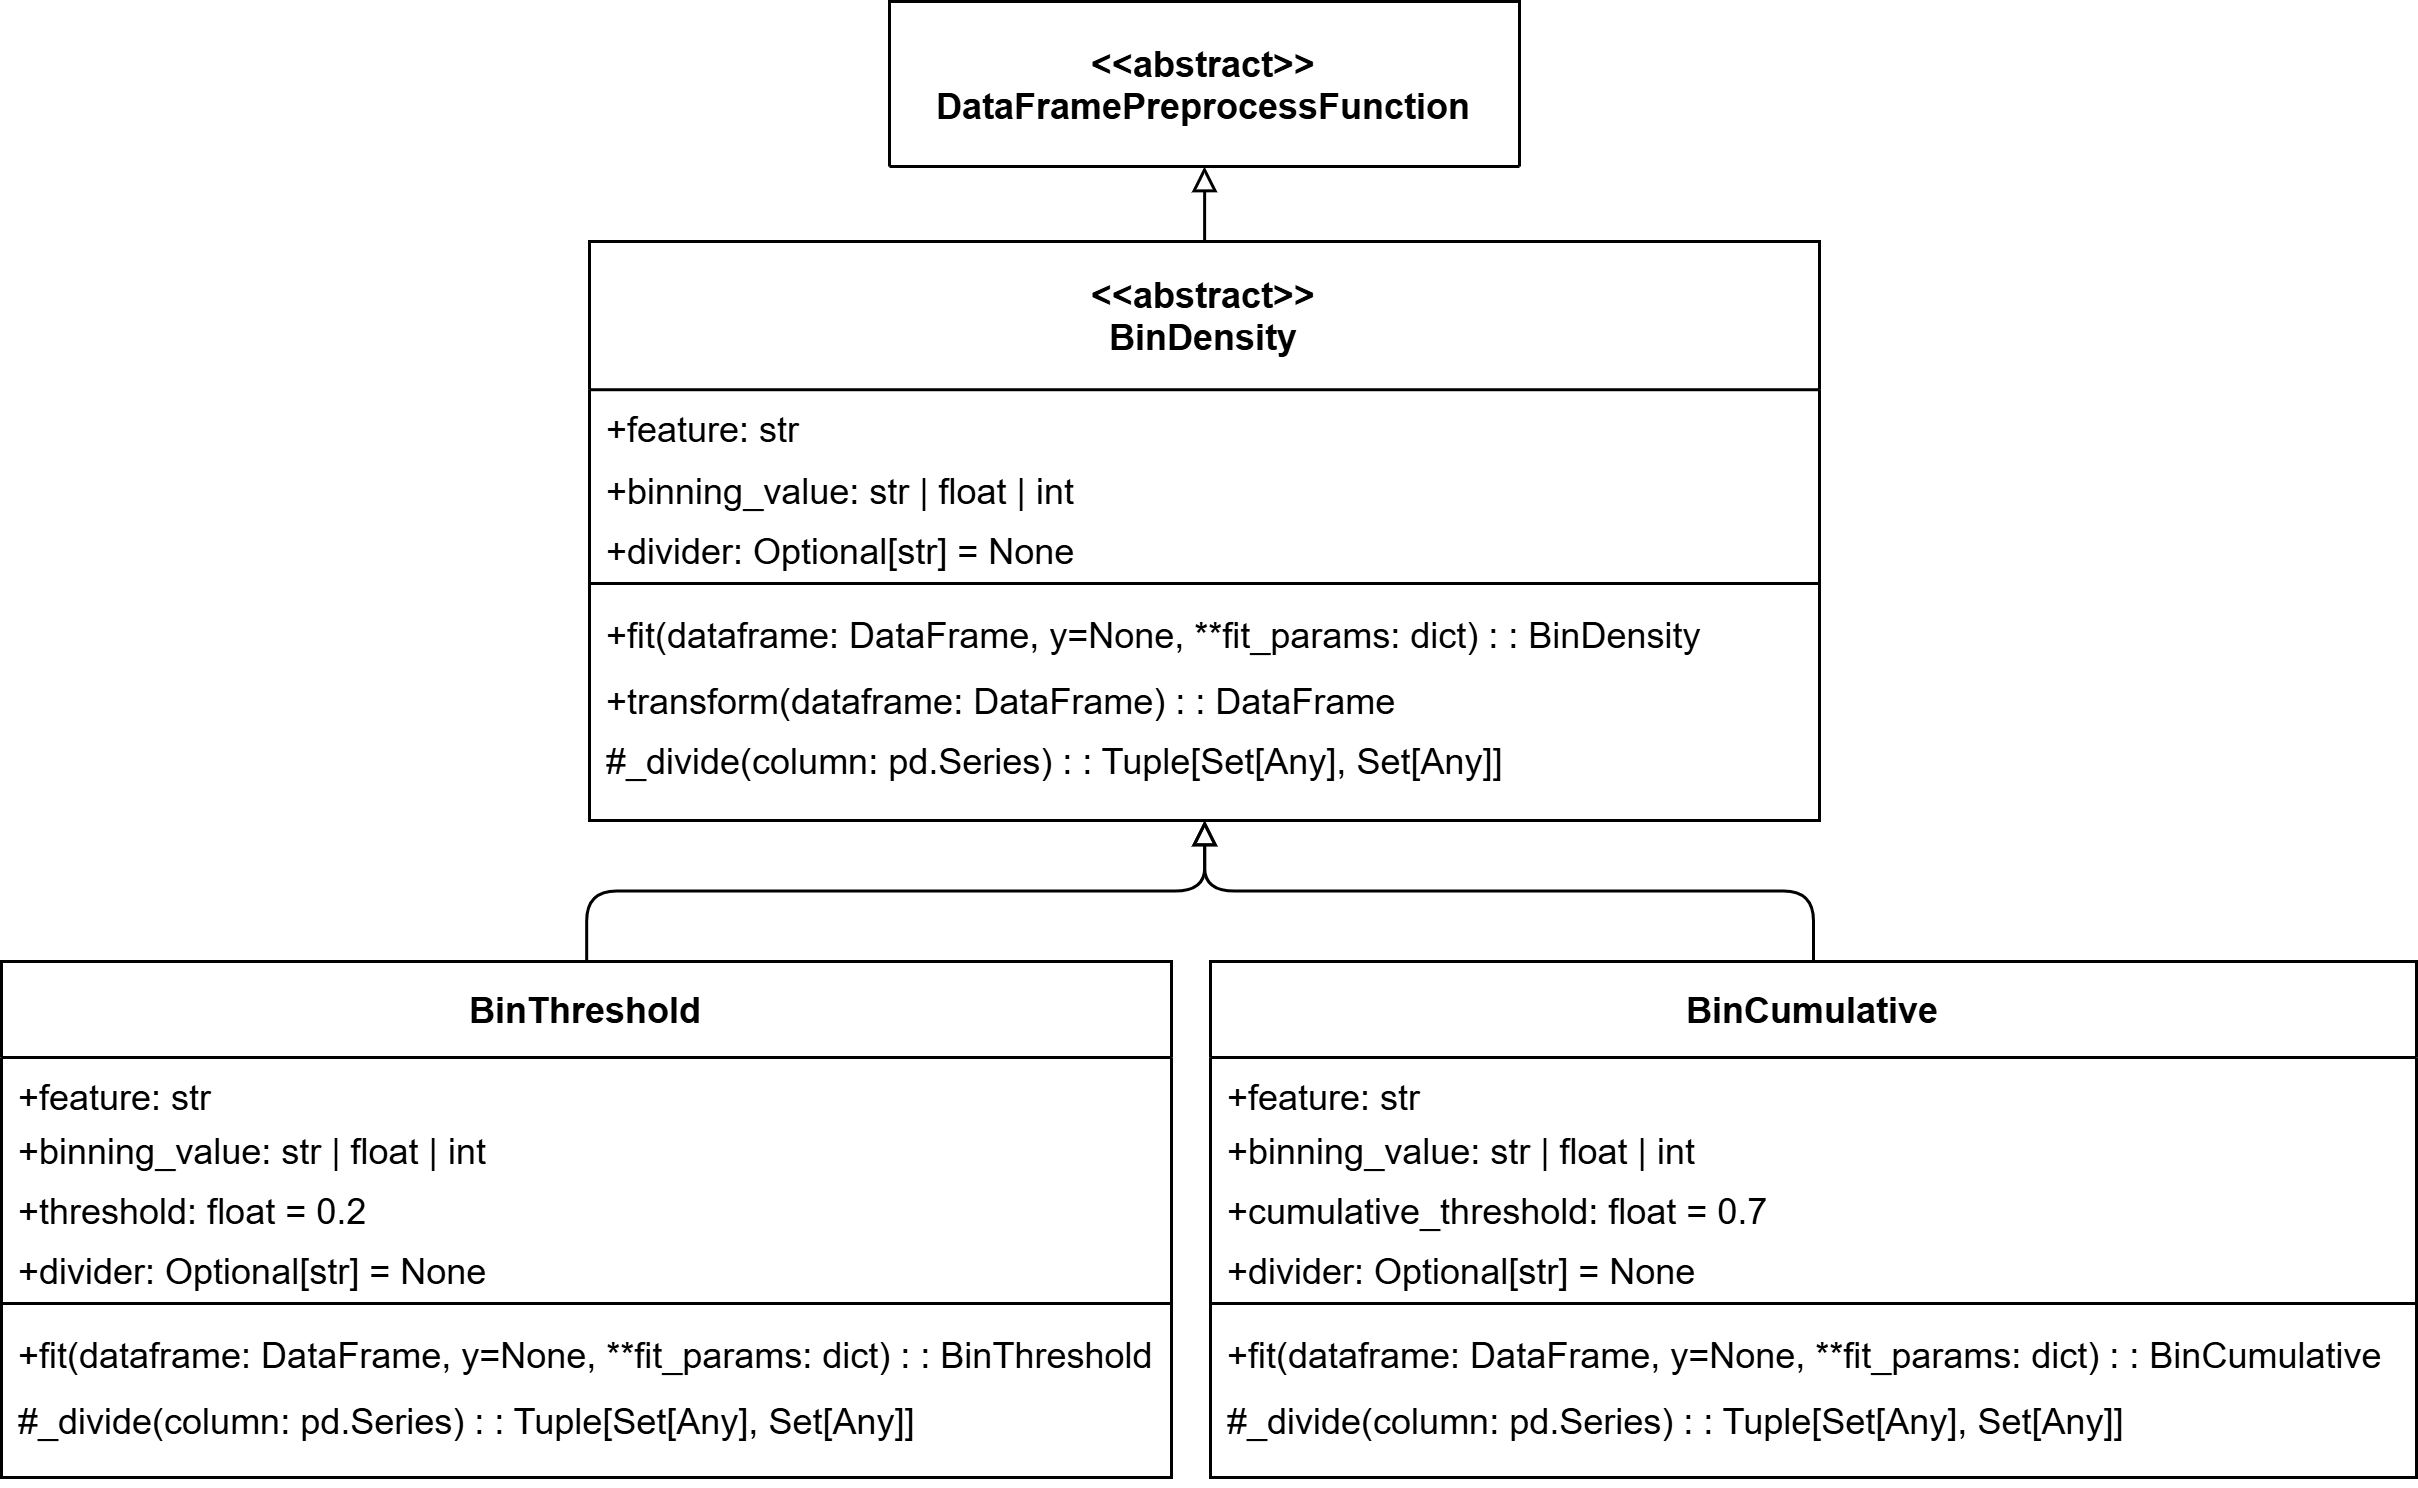 <<abstract>>
DataFramePreprocessFunction
<<abstract>>
BinDensity
+feature: str
+binning_value: str | float | int
+divider: Optional[str] = None
+fit(dataframe: DataFrame, y=None, **fit_params: dict) : : BinDensity
+transform(dataframe: DataFrame) : : DataFrame
#_divide(column: pd.Series) : : Tuple[Set[Any], Set[Any]]
BinThreshold
+feature: str
+binning_value: str | float | int
+threshold: float = 0.2
+divider: Optional[str] = None
+fit(dataframe: DataFrame, y=None, **fit_params: dict) : : BinThreshold
#_divide(column: pd.Series) : : Tuple[Set[Any], Set[Any]]
BinCumulative
+feature: str
+binning_value: str | float | int
+cumulative_threshold: float = 0.7
+divider: Optional[str] = None
+fit(dataframe: DataFrame, y=None, **fit_params: dict) : : BinCumulative
#_divide(column: pd.Series) : : Tuple[Set[Any], Set[Any]]